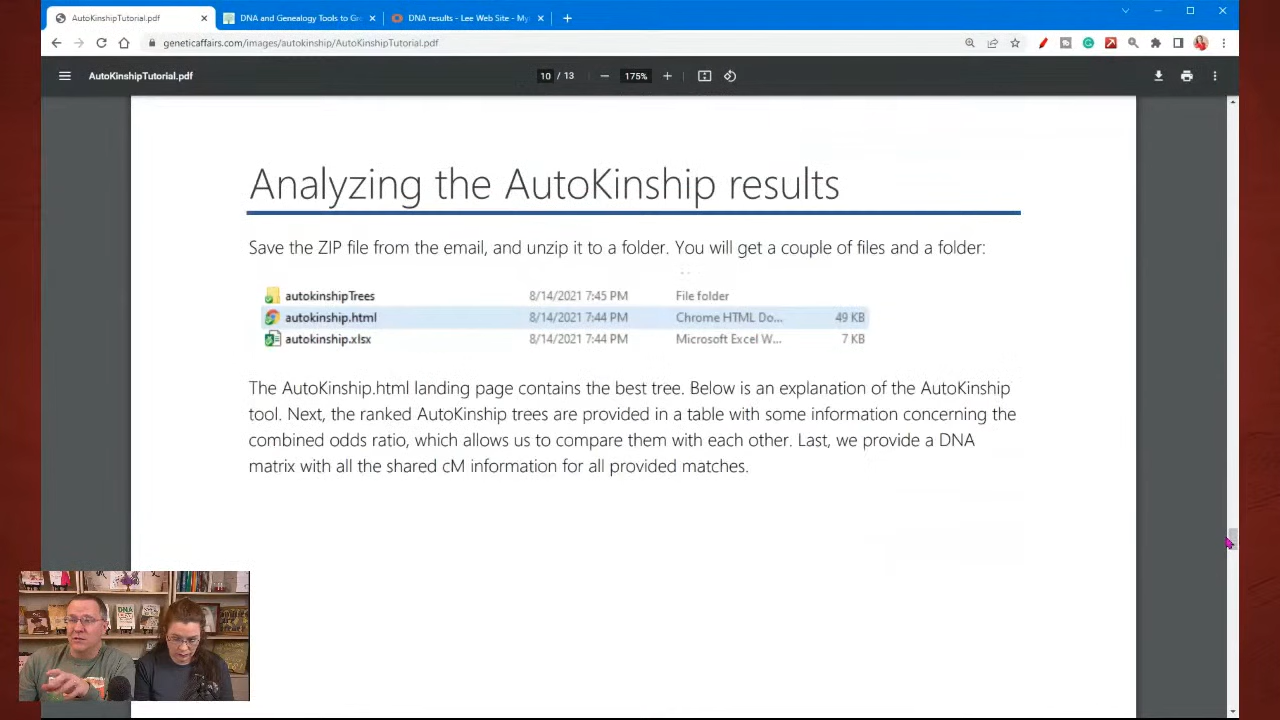 AutoKinshipTutorial.pdf
DNA and Genealogy Tools to Gr
DNA results - Lee Web Site - My
geneticaffairs.com/images/autokinship/AutoKinshipTutorial.pdf
AutoKinshipTutorial.pdf
10 / 13
175%
Analyzing the AutoKinship results
Save the ZIP file from the email, and unzip it to a folder. You will get a couple of files and a folder:
autokinshipTrees 8/14/2021 7:45 PM File folder
autokinship.html 8/14/2021 7:44 PM Chrome HTML Do... 49 KB
autokinship.xlsx 8/14/2021 7:44 PM Microsoft Excel W... 7 KB
The AutoKinship.html landing page contains the best tree. Below is an explanation of the AutoKinship
tool. Next, the ranked AutoKinship trees are provided in a table with some information concerning the
combined odds ratio, which allows us to compare them with each other. Last, we provide a DNA
matrix with all the shared cM information for all provided matches.
DNA